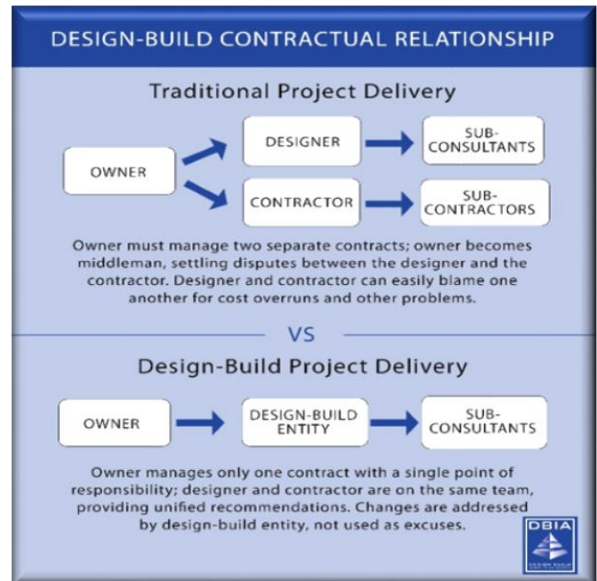 DESIGN-BUILD CONTRACTUAL RELATIONSHIP
Traditional Project Delivery
OWNER
DESIGNER
SUB-
CONSULTANTS
CONTRACTOR
SUB-
CONTRACTORS
Owner must manage two separate contracts; owner becomes
middleman, settling disputes between the designer and the
contractor. Designer and contractor can easily blame one
another for cost overruns and other problems.
VS
Design-Build Project Delivery
OWNER
DESIGN-BUILD
ENTITY
SUB-
CONSULTANTS
Owner manages only one contract with a single point of
responsibility; designer and contractor are on the same team,
providing unified recommendations. Changes are addressed
by design-build entity, not used as excuses.
DBIA